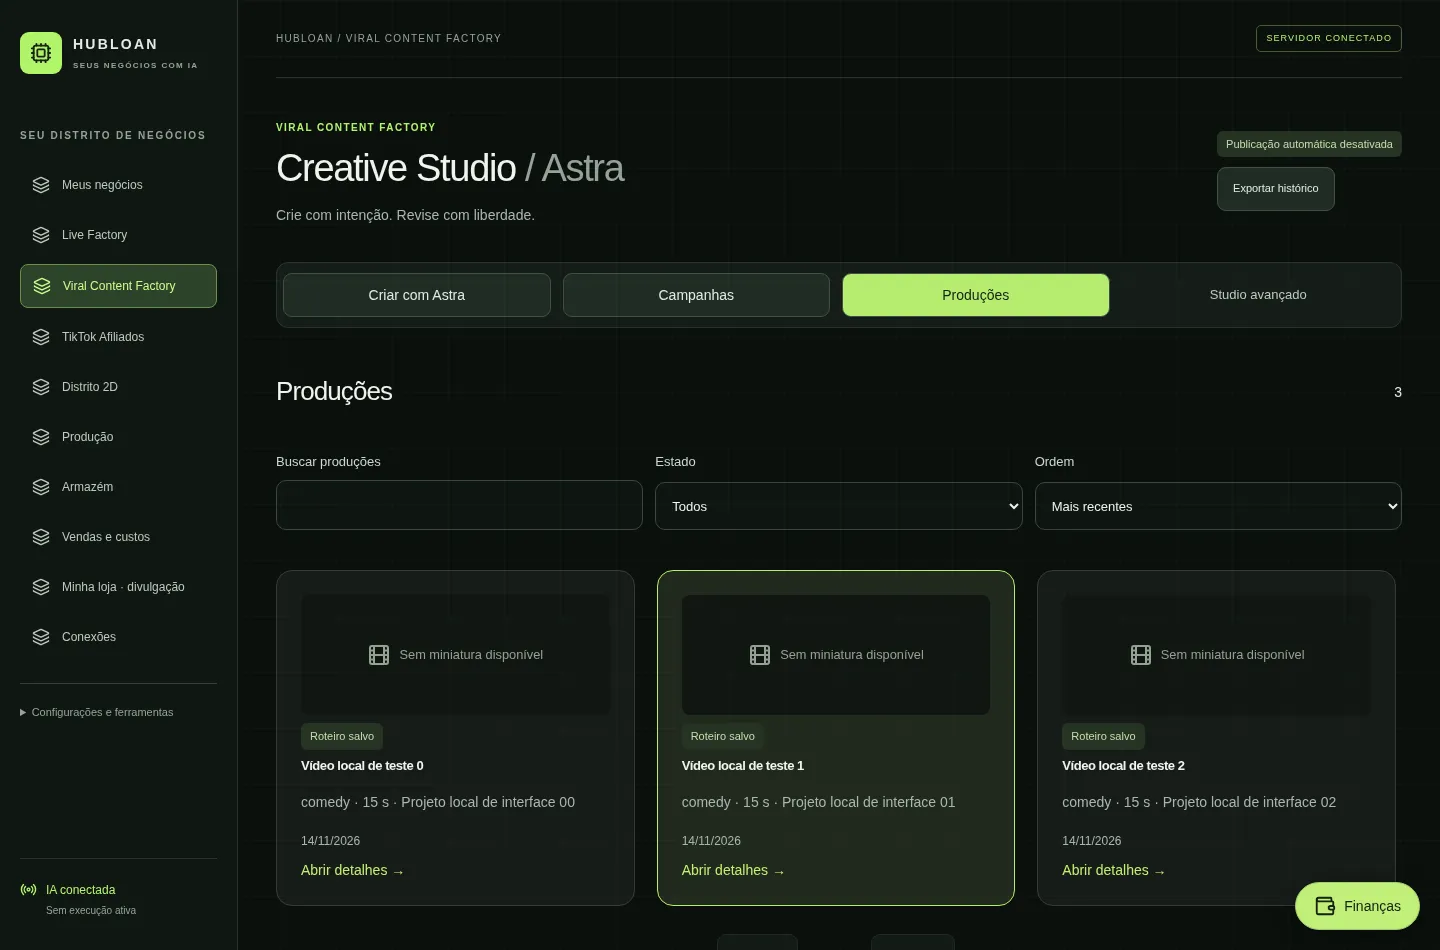 HUBLOAN
SEUS NEGÓCIOS COM IA
SEU DISTRITO DE NEGÓCIOS
Meus negócios
Live Factory
Viral Content Factory
TikTok Afiliados
Distrito 2D
Produção
Armazém
Vendas e custos
Minha loja · divulgação
Conexões
▶ Configurações e ferramentas
IA conectada
Sem execução ativa
HUBLOAN / VIRAL CONTENT FACTORY
SERVIDOR CONECTADO
VIRAL CONTENT FACTORY
Creative Studio / Astra
Crie com intenção. Revise com liberdade.
Publicação automática desativada
Exportar histórico
Criar com Astra
Campanhas
Produções
Studio avançado
Produções
3
Buscar produções
Estado
Todos
Ordem
Mais recentes
Sem miniatura disponível
Roteiro salvo
Vídeo local de teste 0
comedy · 15 s · Projeto local de interface 00
14/11/2026
Abrir detalhes →
Sem miniatura disponível
Roteiro salvo
Vídeo local de teste 1
comedy · 15 s · Projeto local de interface 01
14/11/2026
Abrir detalhes →
Sem miniatura disponível
Roteiro salvo
Vídeo local de teste 2
comedy · 15 s · Projeto local de interface 02
14/11/2026
Abrir detalhes →
Finanças